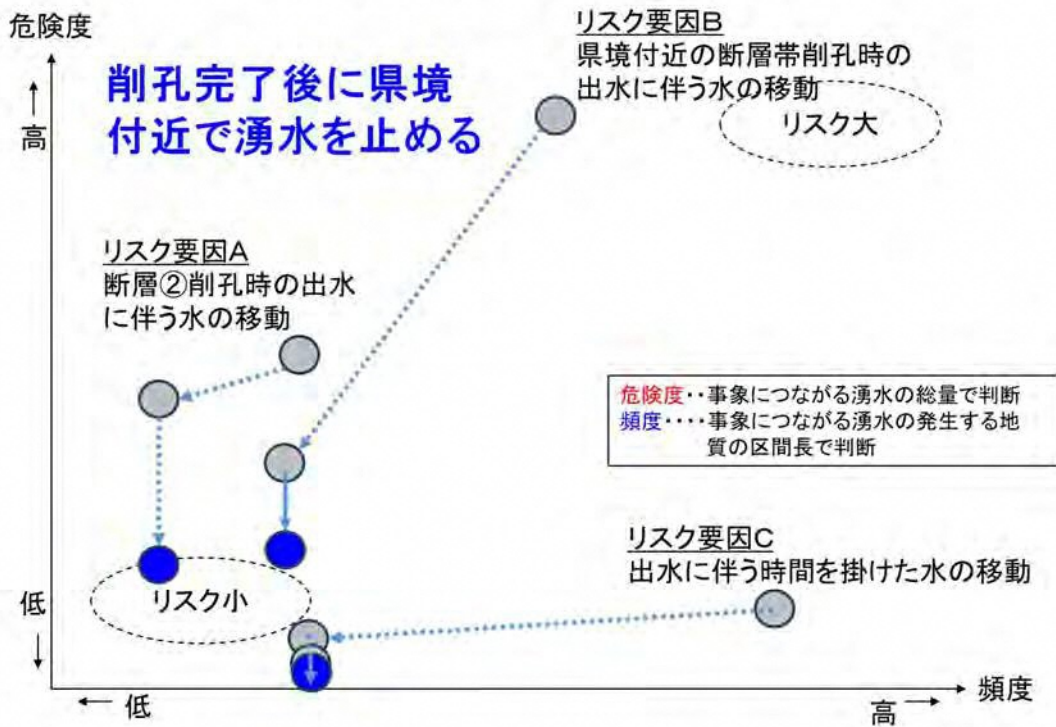 危険度
高
削孔完了後に県境
付近で湧水を止める
リスク要因B
県境付近の断層帯削孔時の
出水に伴う水の移動
リスク大
リスク要因A
断層②削孔時の出水
に伴う水の移動
危険度‥事象につながる湧水の総量で判断
頻度‥‥事象につながる湧水の発生する地
質の区間長で判断
リスク要因C
出水に伴う時間を掛けた水の移動
リスク小
低
低
高
頻度